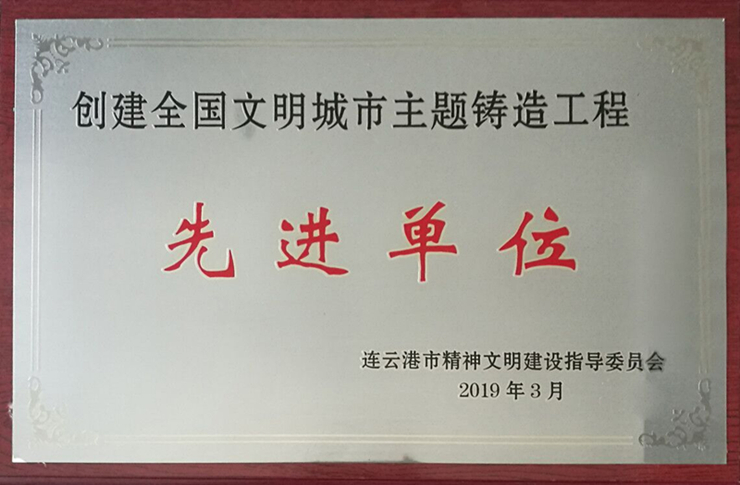 创建全国文明城市主题铸造工程
先进单位
连云港市精神文明建设指导委员会
2019年3月